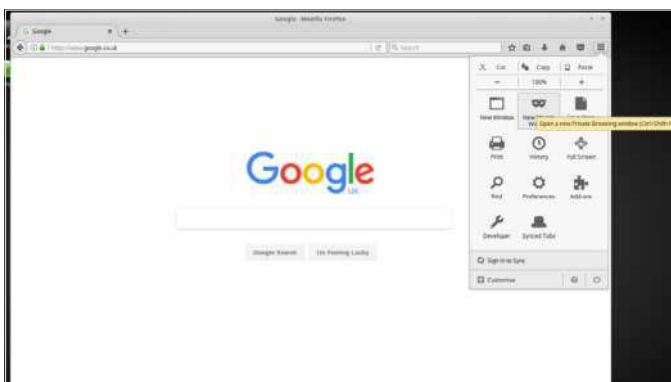 Google - Mozilla Firefox
Google
https://www.google.co.uk
Search
Cut Copy Paste
100%
New Window
Open a new Private Browsing window (Ctrl+Shift+
Print History Full Screen
Find Preferences Add-ons
Developer Synced Tabs
Google
UK
Google Search I'm Feeling Lucky
Sign in to Sync
Customise